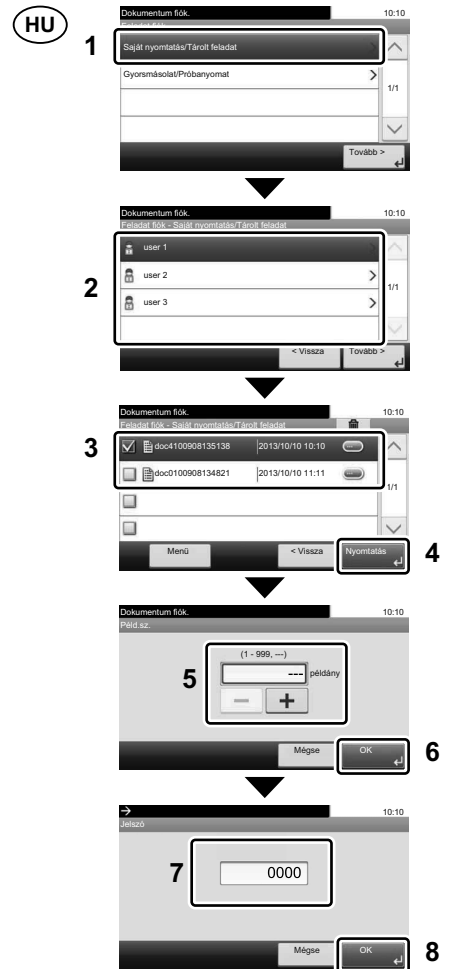 HU
Dokumentum fiók. 10:10
Feladat fiók
1
Saját nyomtatás/Tárolt feladat
Gyorsmásolat/Próbanyomat
1/1
Tovább >
Dokumentum fiók. 10:10
Feladat fiók - Saját nyomtatás/Tárolt feladat
2
user 1
user 2
user 3
1/1
< Vissza Tovább >
Dokumentum fiók. 10:10
Feladat fiók - Saját nyomtatás/Tárolt feladat
3
doc4100908135138 2013/10/10 10:10
doc0100908134821 2013/10/10 11:11
1/1
Menü < Vissza Nyomtatás 4
Dokumentum fiók. 10:10
Péld.sz.
(1 - 999, ---)
5 --- példány
Mégse OK 6
10:10
Jelszó
7 0000
Mégse OK 8